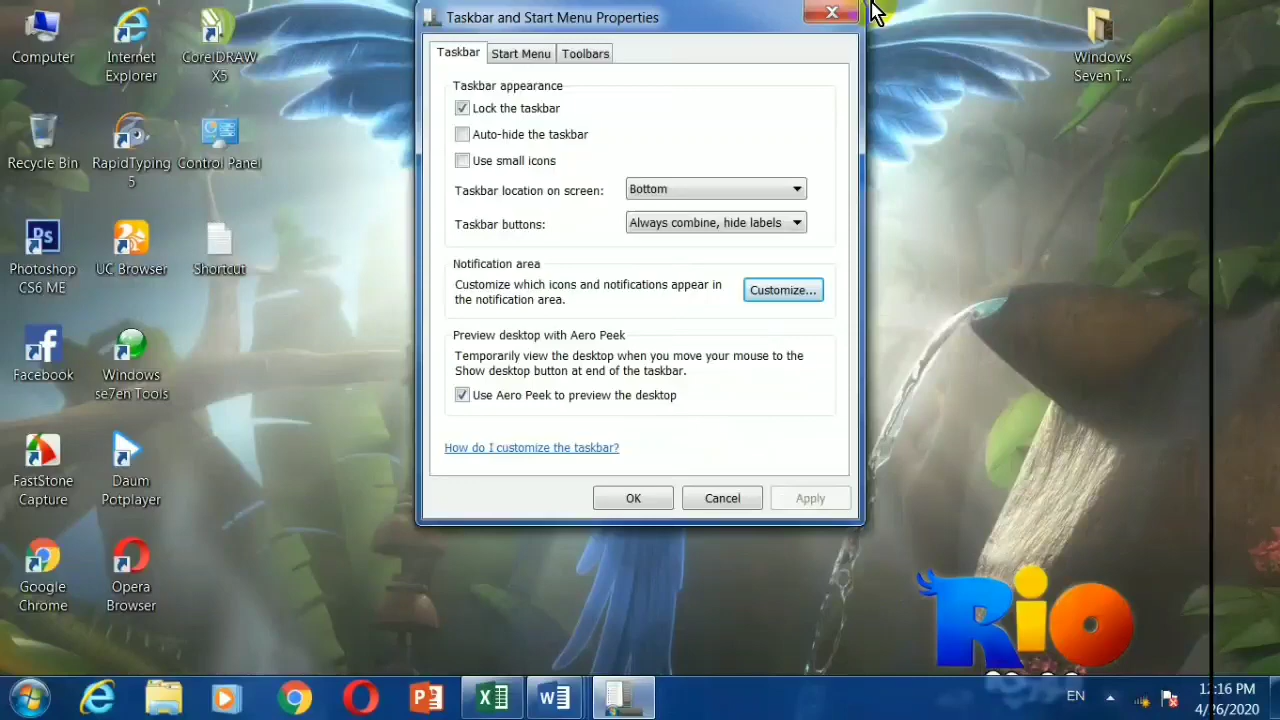 Taskbar and Start Menu Properties
Taskbar
Start Menu
Toolbars
Taskbar appearance
Lock the taskbar
Auto-hide the taskbar
Use small icons
Taskbar location on screen:
Bottom
Taskbar buttons:
Always combine, hide labels
Notification area
Customize which icons and notifications appear in
the notification area.
Customize...
Preview desktop with Aero Peek
Temporarily view the desktop when you move your mouse to the
Show desktop button at end of the taskbar.
Use Aero Peek to preview the desktop
How do I customize the taskbar?
OK
Cancel
Apply
Computer
Internet
Explorer
CorelDRAW
X5
Recycle Bin
RapidTyping
5
Control Panel
Ps
Photoshop
CS6 ME
UC Browser
Shortcut
Facebook
Windows
se7en Tools
FastStone
Capture
Daum
Potplayer
Google
Chrome
Opera
Browser
Windows
Seven T...
Rio
EN
12:16 PM
4/26/2020